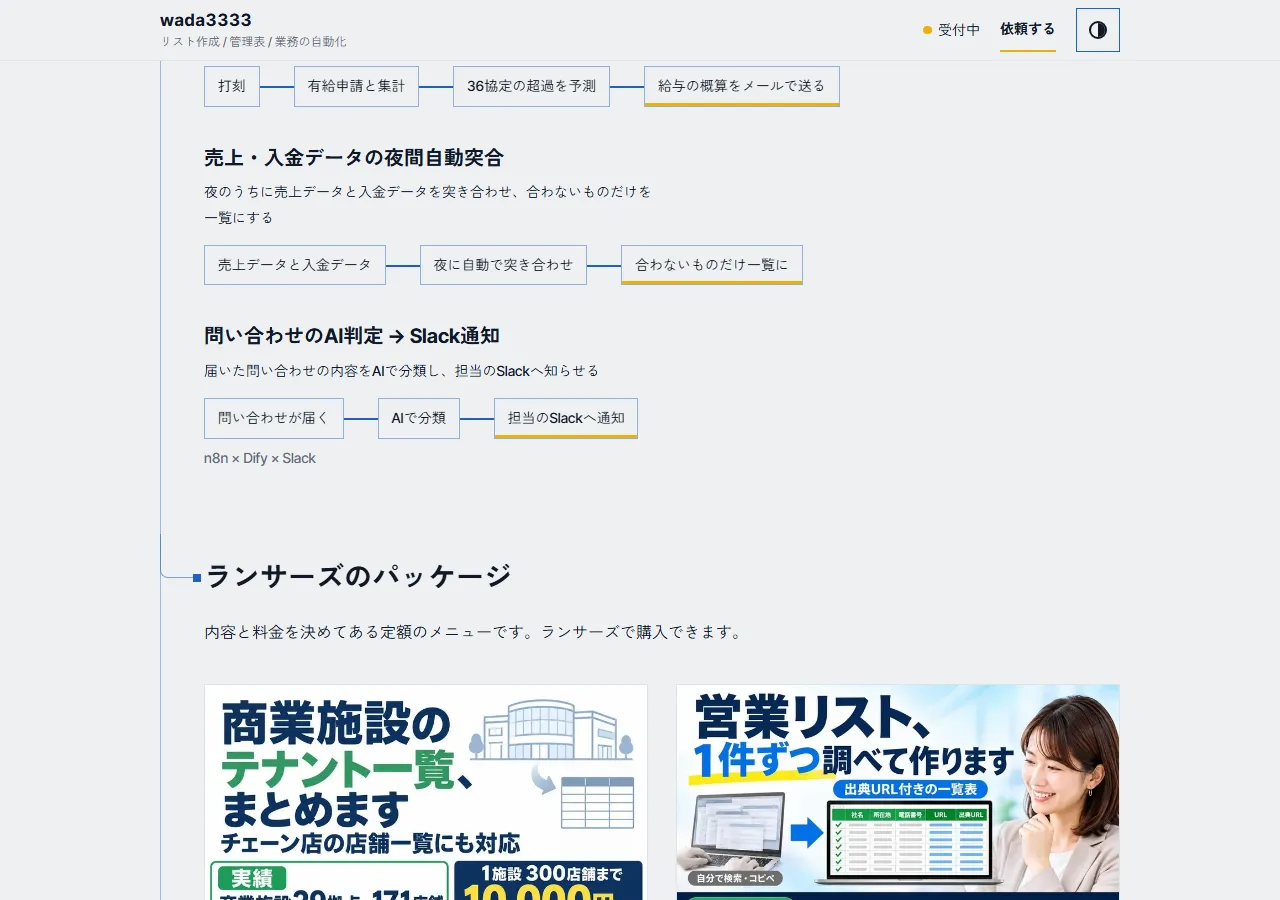 wada3333
リスト作成 / 管理表 / 業務の自動化
受付中
依頼する
打刻
有給申請と集計
36協定の超過を予測
給与の概算をメールで送る
売上・入金データの夜間自動突合
夜のうちに売上データと入金データを突き合わせ、合わないものだけを
一覧にする
売上データと入金データ
夜に自動で突き合わせ
合わないものだけ一覧に
問い合わせのAI判定 → Slack通知
届いた問い合わせの内容をAIで分類し、担当のSlackへ知らせる
問い合わせが届く
AIで分類
担当のSlackへ通知
n8n × Dify × Slack
ランサーズのパッケージ
内容と料金を決めてある定額のメニューです。ランサーズで購入できます。
商業施設の
テナント一覧、
まとめます
チェーン店の店舗一覧にも対応
実績
1施設 300店舗まで
営業リスト、
1件ずつ調べて作ります
出典URL付きの一覧表
社名
所在地
電話番号
URL
出典URL
自分で検索・コピペ